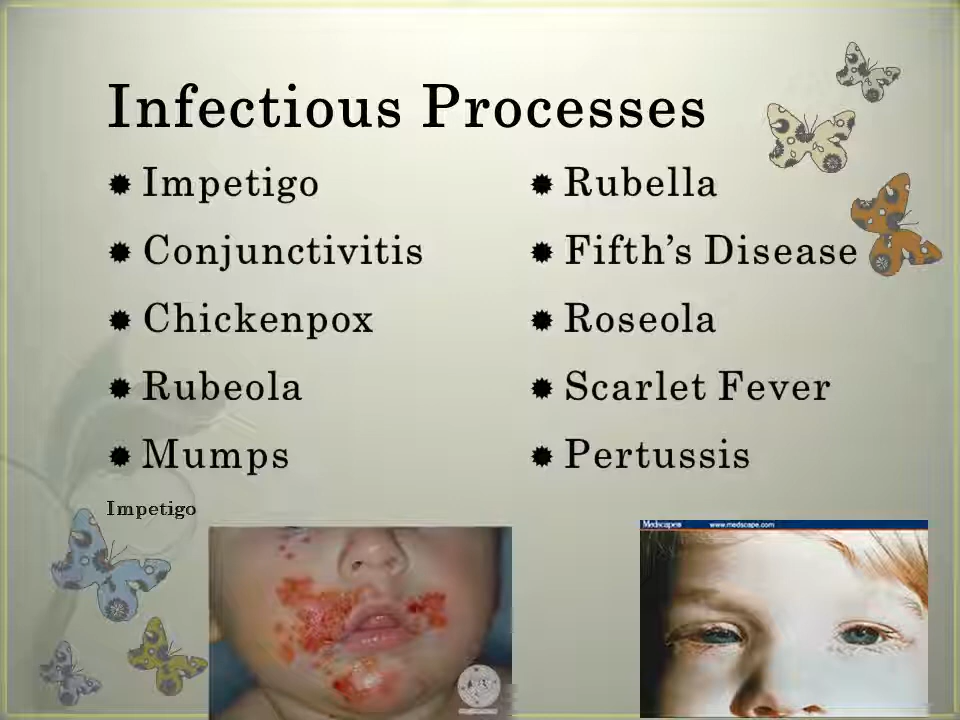 Infectious Processes
Impetigo
Conjunctivitis
Chickenpox
Rubeola
Mumps
Rubella
Fifth’s Disease
Roseola
Scarlet Fever
Pertussis
Impetigo
Medscape® www.medscape.com